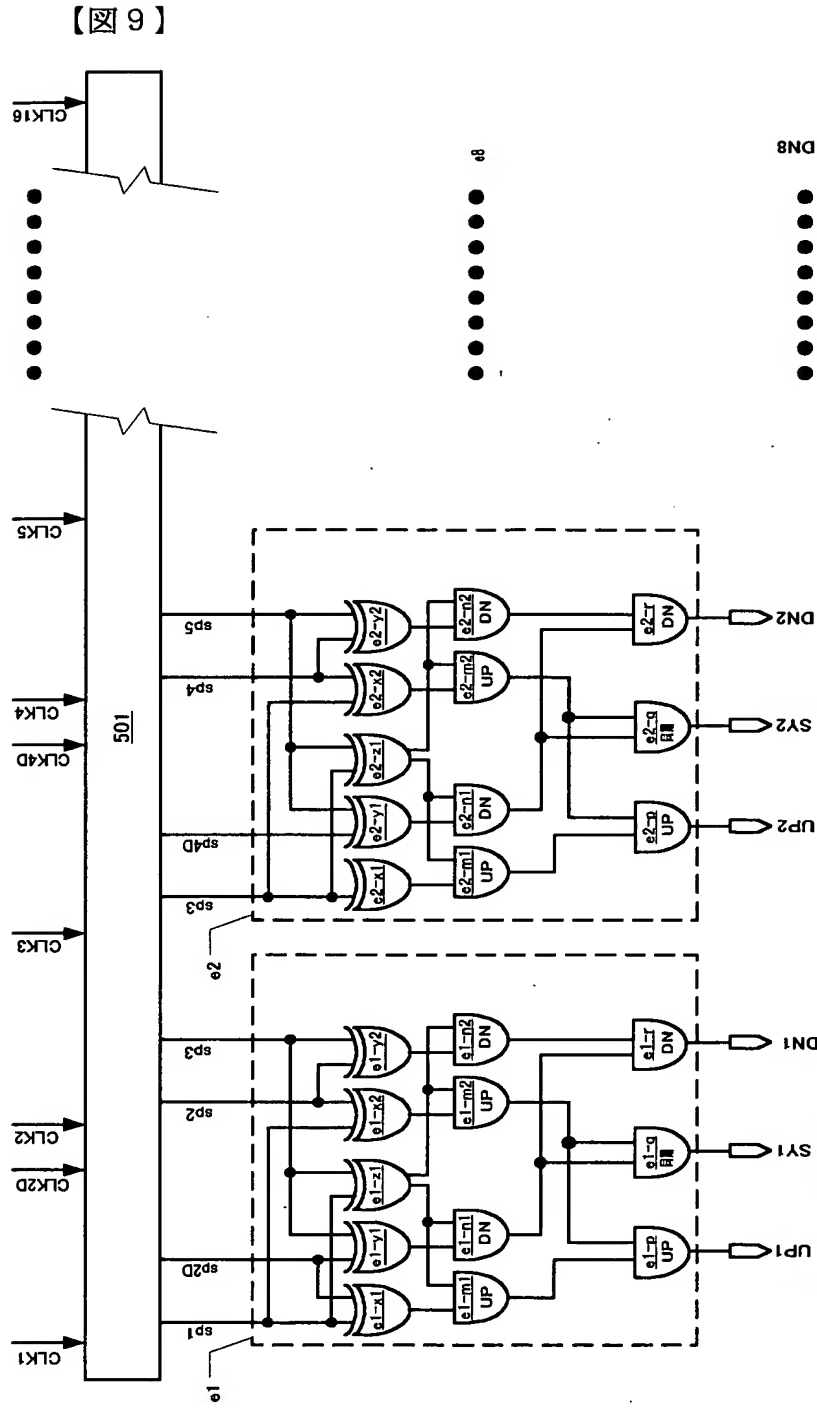 【図9】
CLK1
CLK2D
CLK2
CLK3
CLK4D
CLK4
CLK5
CLK16
501
sp1
sp2D
sp2
sp3
sp3
sp4D
sp4
sp5
e1
e1-x1
e1-y1
e1-z1
e1-x2
e1-y2
e1-m1
UP
e1-n1
DN
e1-m2
UP
e1-n2
DN
e1-p
UP
e1-q
e1-r
DN
UP1
SY1
DN1
e2
e2-x1
e2-y1
e2-z1
e2-x2
e2-y2
e2-m1
UP
e2-n1
DN
e2-m2
UP
e2-n2
DN
e2-p
UP
e2-q
e2-r
DN
UP2
SY2
DN2
e8
DN8